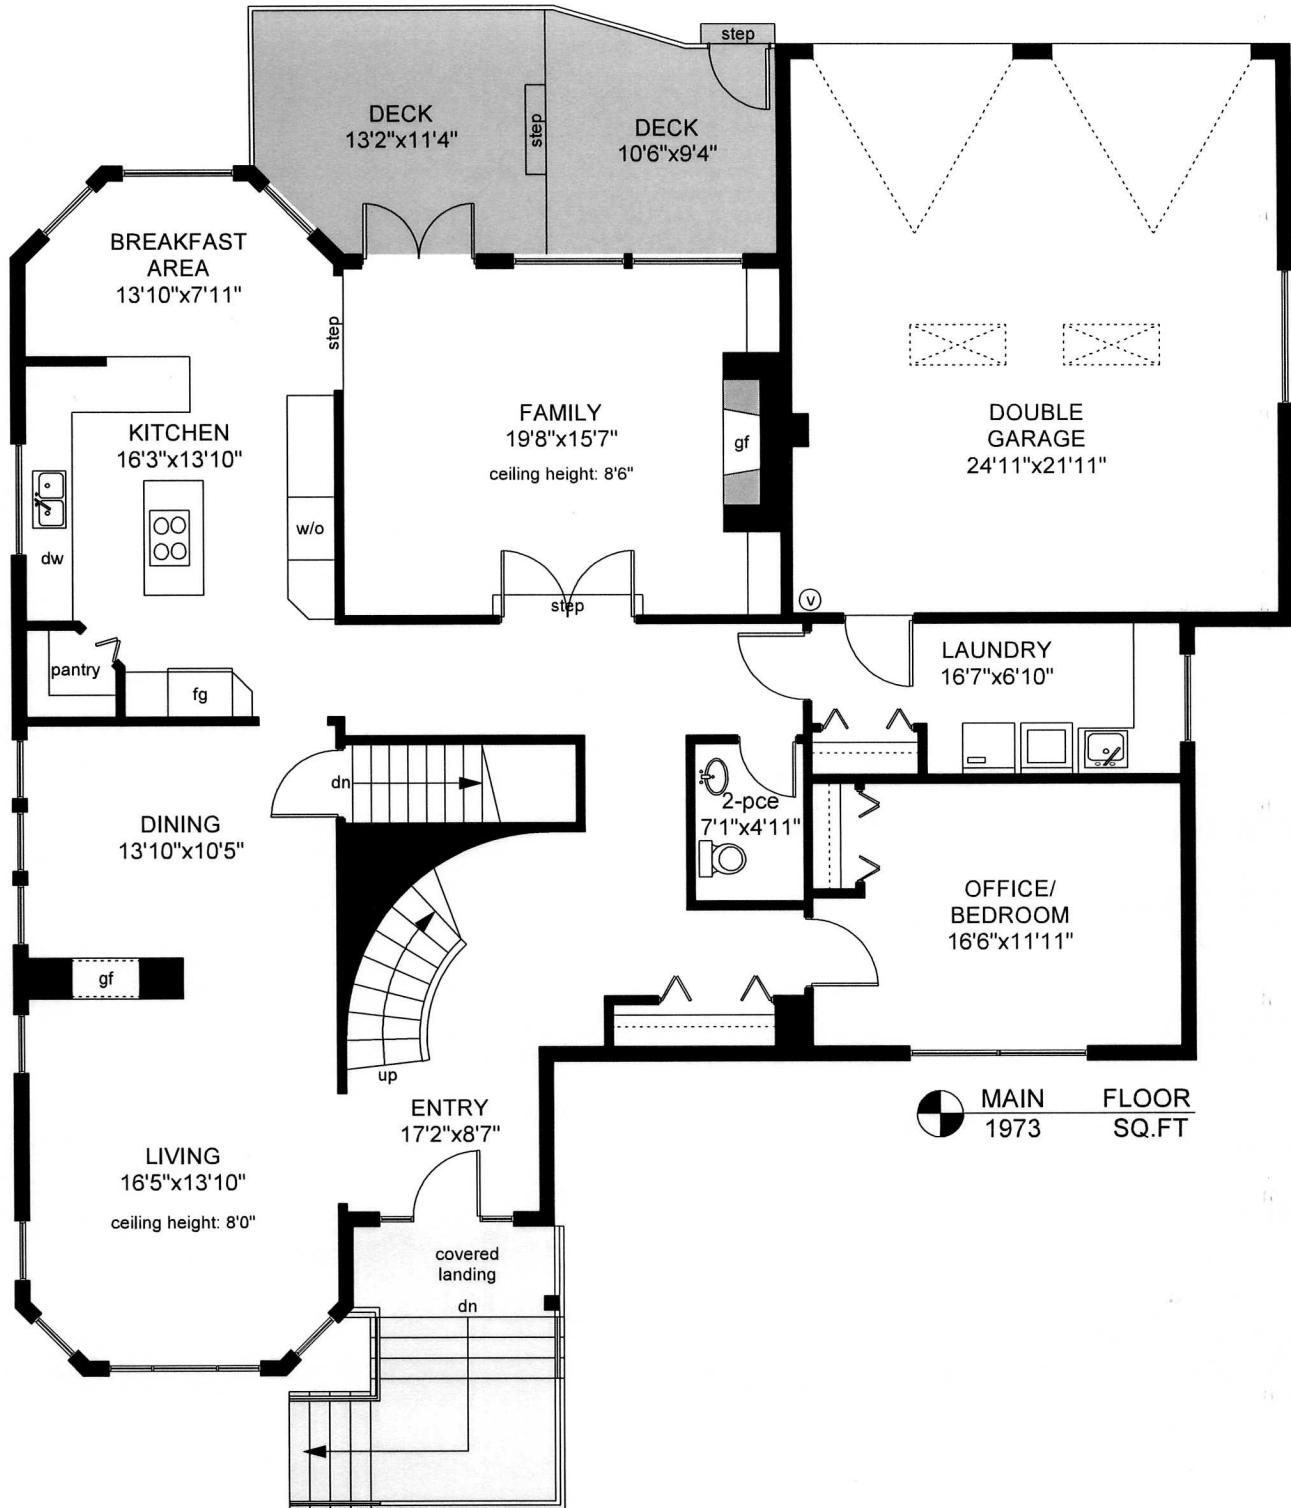 step
DECK
13'2"x11'4"
step
DECK
10'6"x9'4"
BREAKFAST
AREA
13'10"x7'11"
step
FAMILY
19'8"x15'7"
ceiling height: 8'6"
gf
DOUBLE
GARAGE
24'11"x21'11"
KITCHEN
16'3"x13'10"
w/o
dw
step
v
pantry
fg
LAUNDRY
16'7"x6'10"
dn
2-pce
7'1"x4'11"
DINING
13'10"x10'5"
OFFICE/
BEDROOM
16'6"x11'11"
gf
up
ENTRY
17'2"x8'7"
MAIN FLOOR
1973 SQ.FT
LIVING
16'5"x13'10"
ceiling height: 8'0"
covered
landing
dn